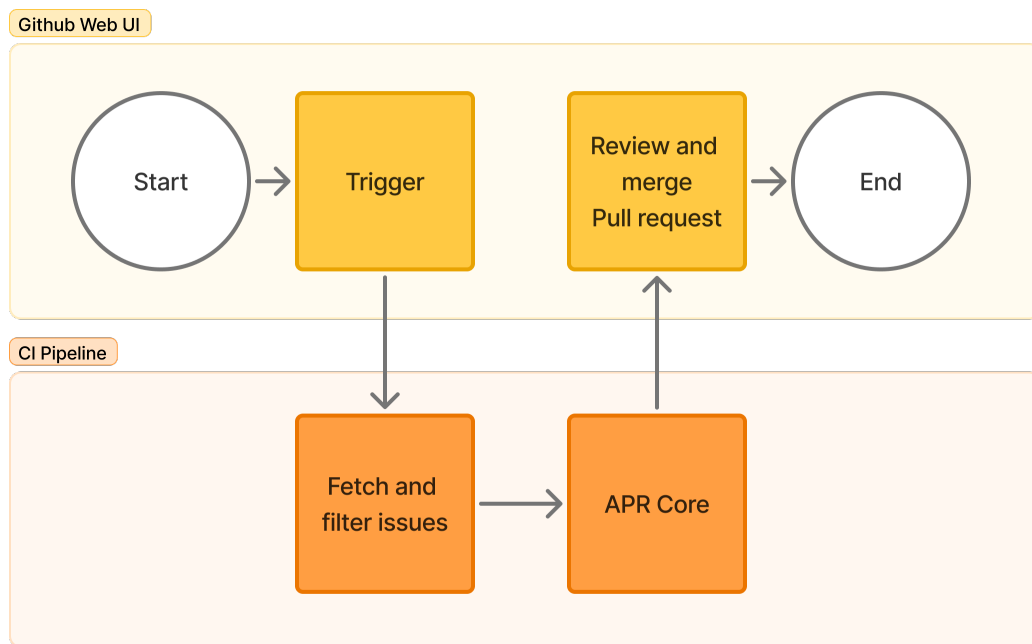 Github Web UI
Start
Trigger
Review and
merge
Pull request
End
CI Pipeline
Fetch and
filter issues
APR Core